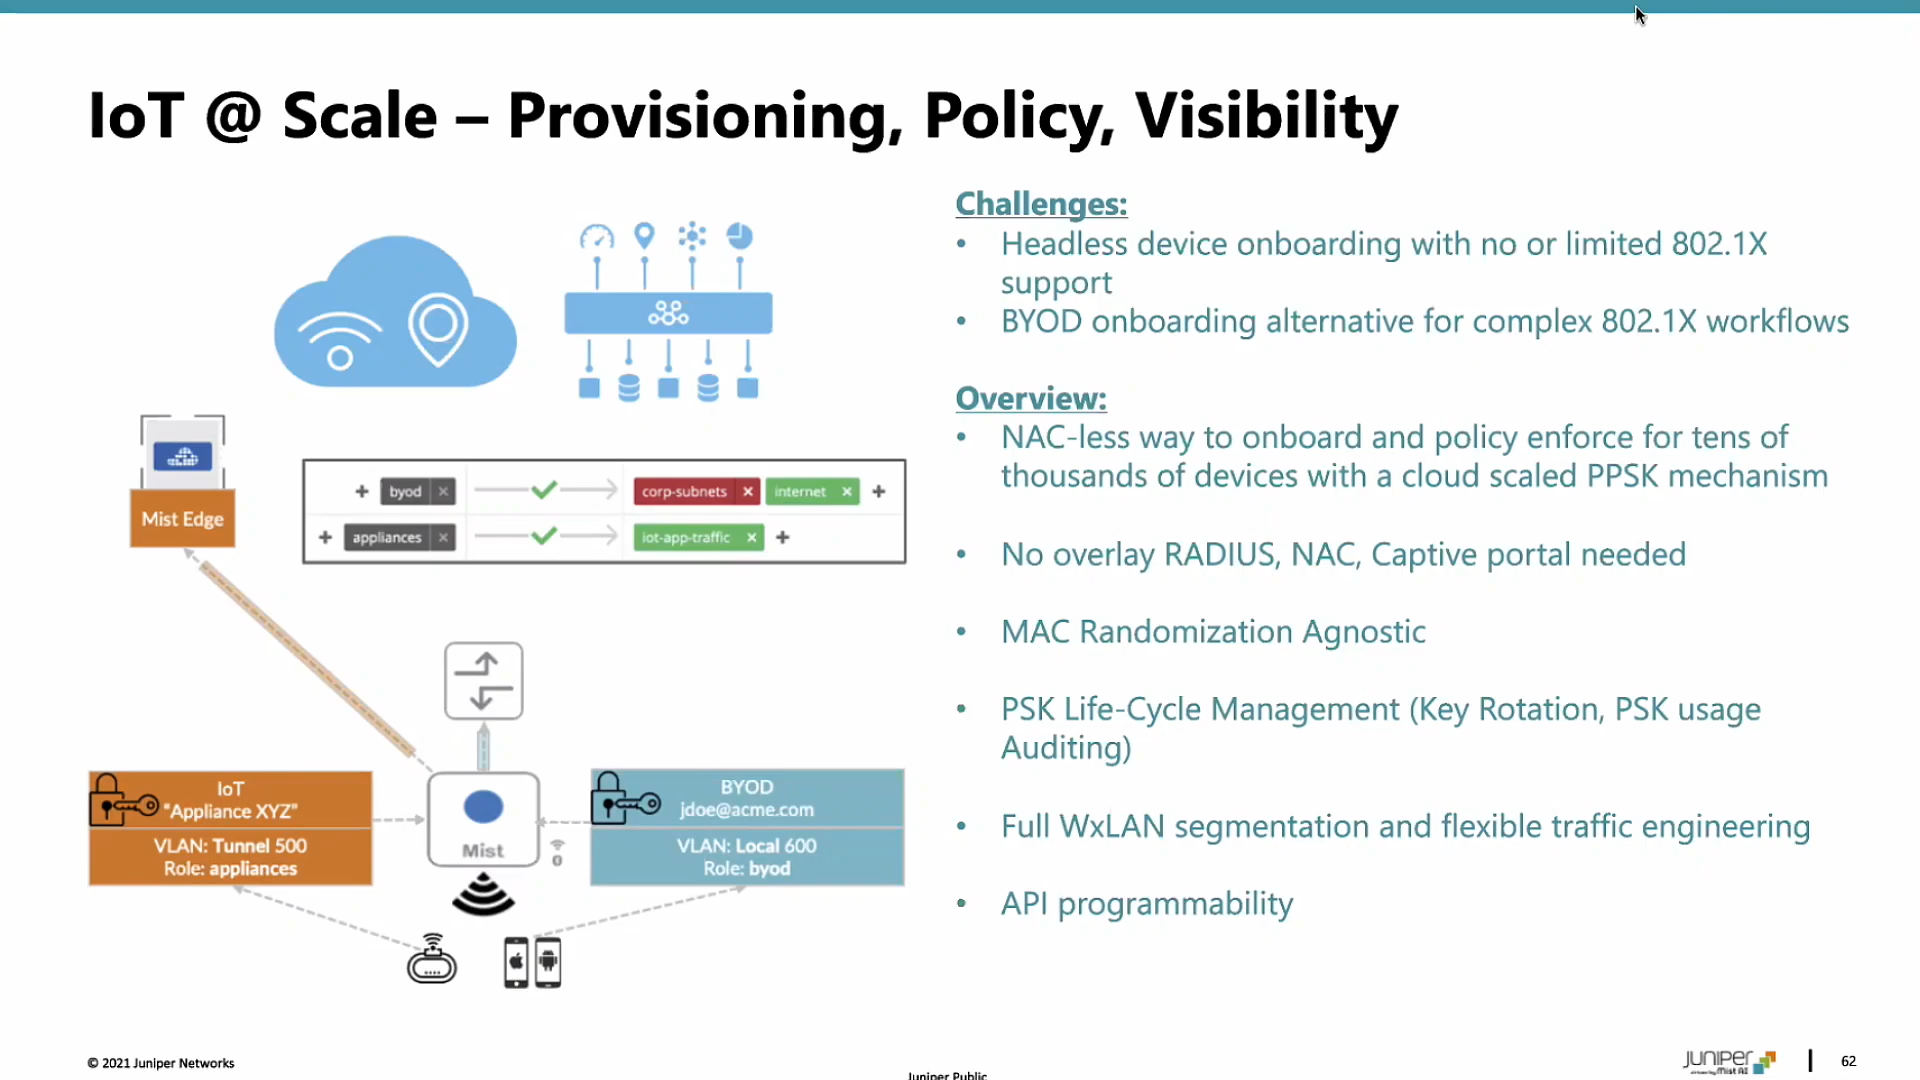 IoT @ Scale – Provisioning, Policy, Visibility
Challenges:
• Headless device onboarding with no or limited 802.1X
support
• BYOD onboarding alternative for complex 802.1X workflows
Overview:
• NAC-less way to onboard and policy enforce for tens of
thousands of devices with a cloud scaled PPSK mechanism
• No overlay RADIUS, NAC, Captive portal needed
• MAC Randomization Agnostic
• PSK Life-Cycle Management (Key Rotation, PSK usage
Auditing)
• Full WxLAN segmentation and flexible traffic engineering
• API programmability
Mist Edge
+ byod × corp-subnets × internet × +
+ appliances × iot-app-traffic × +
IoT
"Appliance XYZ"
VLAN: Tunnel 500
Role: appliances
Mist
BYOD
jdoe@acme.com
VLAN: Local 600
Role: byod
© 2021 Juniper Networks
Juniper Public
Juniper
driven by Mist AI
62